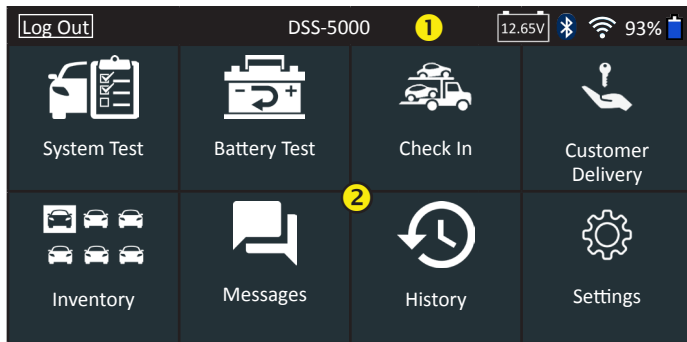 Log Out DSS-5000 1 12.65V 93%
System Test Battery Test Check In Customer
Delivery
2
Inventory Messages History Settings